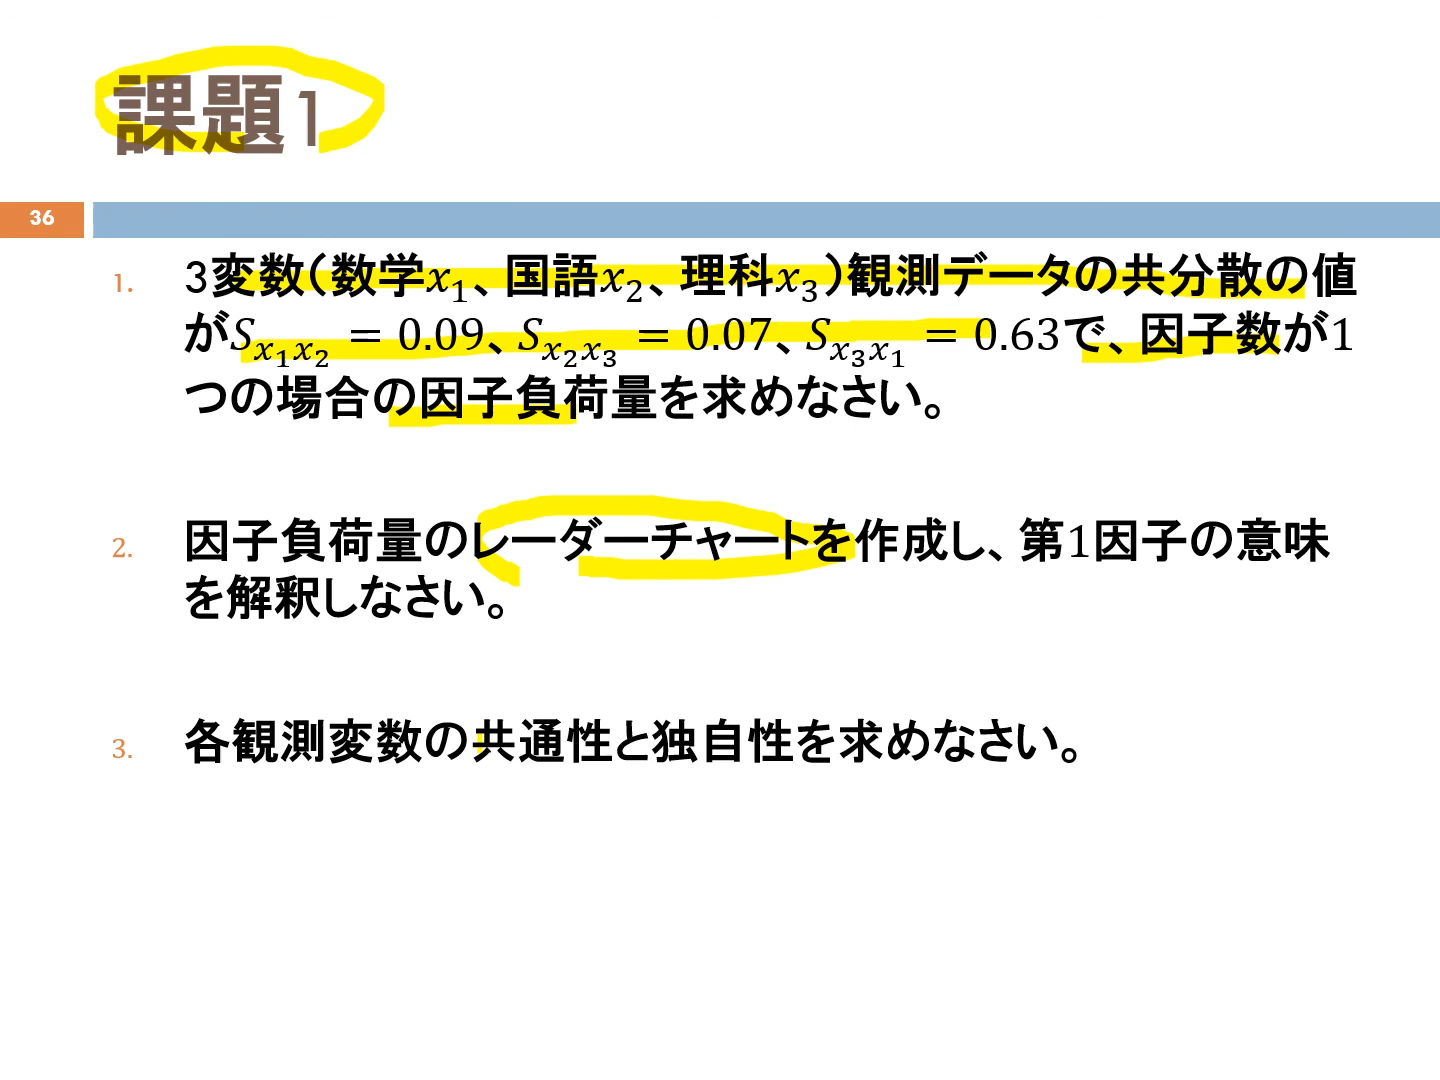 課題1
36
1. 3変数(数学𝑥₁、国語𝑥₂、理科𝑥₃)観測データの共分散の値
が𝑆ₓ₁ₓ₂ = 0.09、𝑆ₓ₂ₓ₃ = 0.07、𝑆ₓ₃ₓ₁ = 0.63で、因子数が1
つの場合の因子負荷量を求めなさい。
2. 因子負荷量のレーダーチャートを作成し、第1因子の意味
を解釈しなさい。
3. 各観測変数の共通性と独自性を求めなさい。